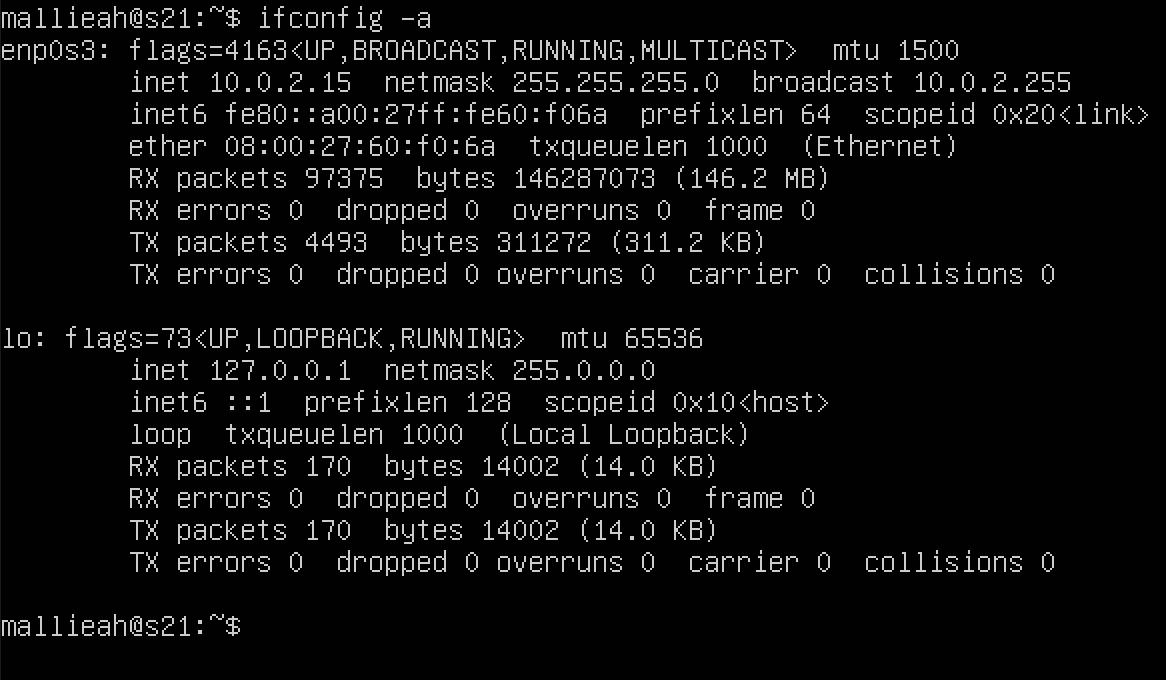 mallieah@s21:~$ ifconfig -a
enp0s3: flags=4163<UP,BROADCAST,RUNNING,MULTICAST>  mtu 1500
        inet 10.0.2.15  netmask 255.255.255.0  broadcast 10.0.2.255
        inet6 fe80::a00:27ff:fe60:f06a  prefixlen 64  scopeid 0x20<link>
        ether 08:00:27:60:f0:6a  txqueuelen 1000  (Ethernet)
        RX packets 97375  bytes 146287073 (146.2 MB)
        RX errors 0  dropped 0  overruns 0  frame 0
        TX packets 4493  bytes 311272 (311.2 KB)
        TX errors 0  dropped 0 overruns 0  carrier 0  collisions 0

lo: flags=73<UP,LOOPBACK,RUNNING>  mtu 65536
        inet 127.0.0.1  netmask 255.0.0.0
        inet6 ::1  prefixlen 128  scopeid 0x10<host>
        loop  txqueuelen 1000  (Local Loopback)
        RX packets 170  bytes 14002 (14.0 KB)
        RX errors 0  dropped 0  overruns 0  frame 0
        TX packets 170  bytes 14002 (14.0 KB)
        TX errors 0  dropped 0 overruns 0  carrier 0  collisions 0

mallieah@s21:~$